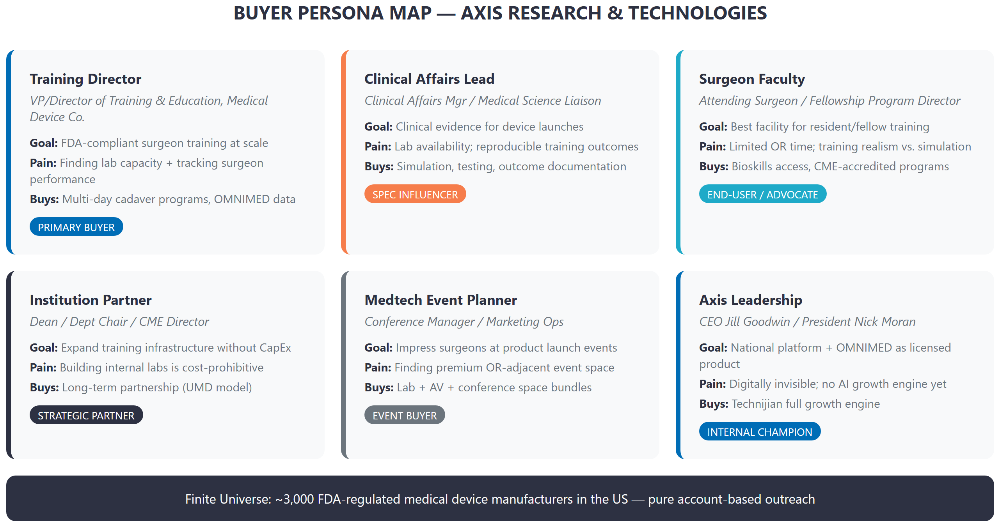 BUYER PERSONA MAP — AXIS RESEARCH & TECHNOLOGIES
Training Director
VP/Director of Training & Education, Medical
Device Co.
Goal: FDA-compliant surgeon training at scale
Pain: Finding lab capacity + tracking surgeon
performance
Buys: Multi-day cadaver programs, OMNIMED data
PRIMARY BUYER
Clinical Affairs Lead
Clinical Affairs Mgr / Medical Science Liaison
Goal: Clinical evidence for device launches
Pain: Lab availability; reproducible training outcomes
Buys: Simulation, testing, outcome documentation
SPEC INFLUENCER
Surgeon Faculty
Attending Surgeon / Fellowship Program Director
Goal: Best facility for resident/fellow training
Pain: Limited OR time; training realism vs. simulation
Buys: Bioskills access, CME-accredited programs
END-USER / ADVOCATE
Institution Partner
Dean / Dept Chair / CME Director
Goal: Expand training infrastructure without CapEx
Pain: Building internal labs is cost-prohibitive
Buys: Long-term partnership (UMD model)
STRATEGIC PARTNER
Medtech Event Planner
Conference Manager / Marketing Ops
Goal: Impress surgeons at product launch events
Pain: Finding premium OR-adjacent event space
Buys: Lab + AV + conference space bundles
EVENT BUYER
Axis Leadership
CEO Jill Goodwin / President Nick Moran
Goal: National platform + OMNIMED as licensed
product
Pain: Digitally invisible; no AI growth engine yet
Buys: Technijian full growth engine
INTERNAL CHAMPION
Finite Universe: ~3,000 FDA-regulated medical device manufacturers in the US — pure account-based outreach